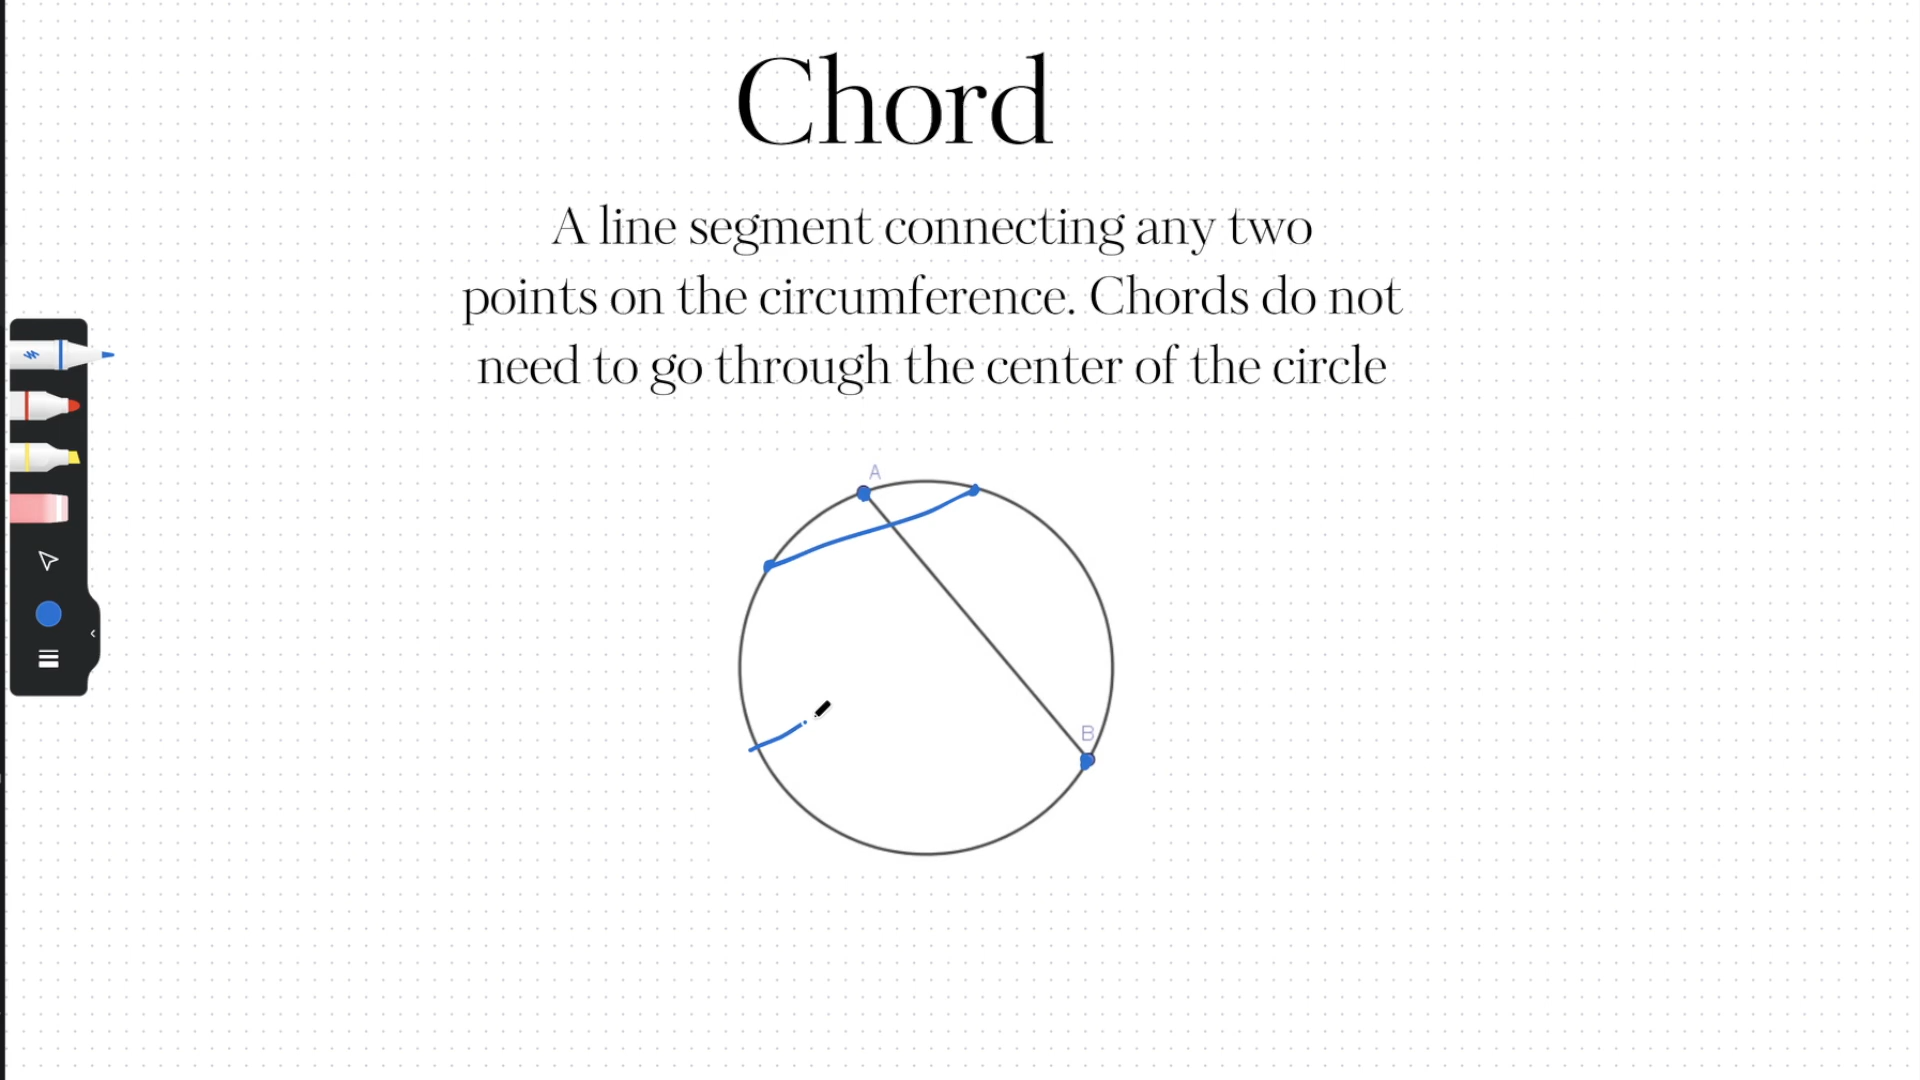 Chord
A line segment connecting any two
points on the circumference. Chords do not
need to go through the center of the circle
A
B